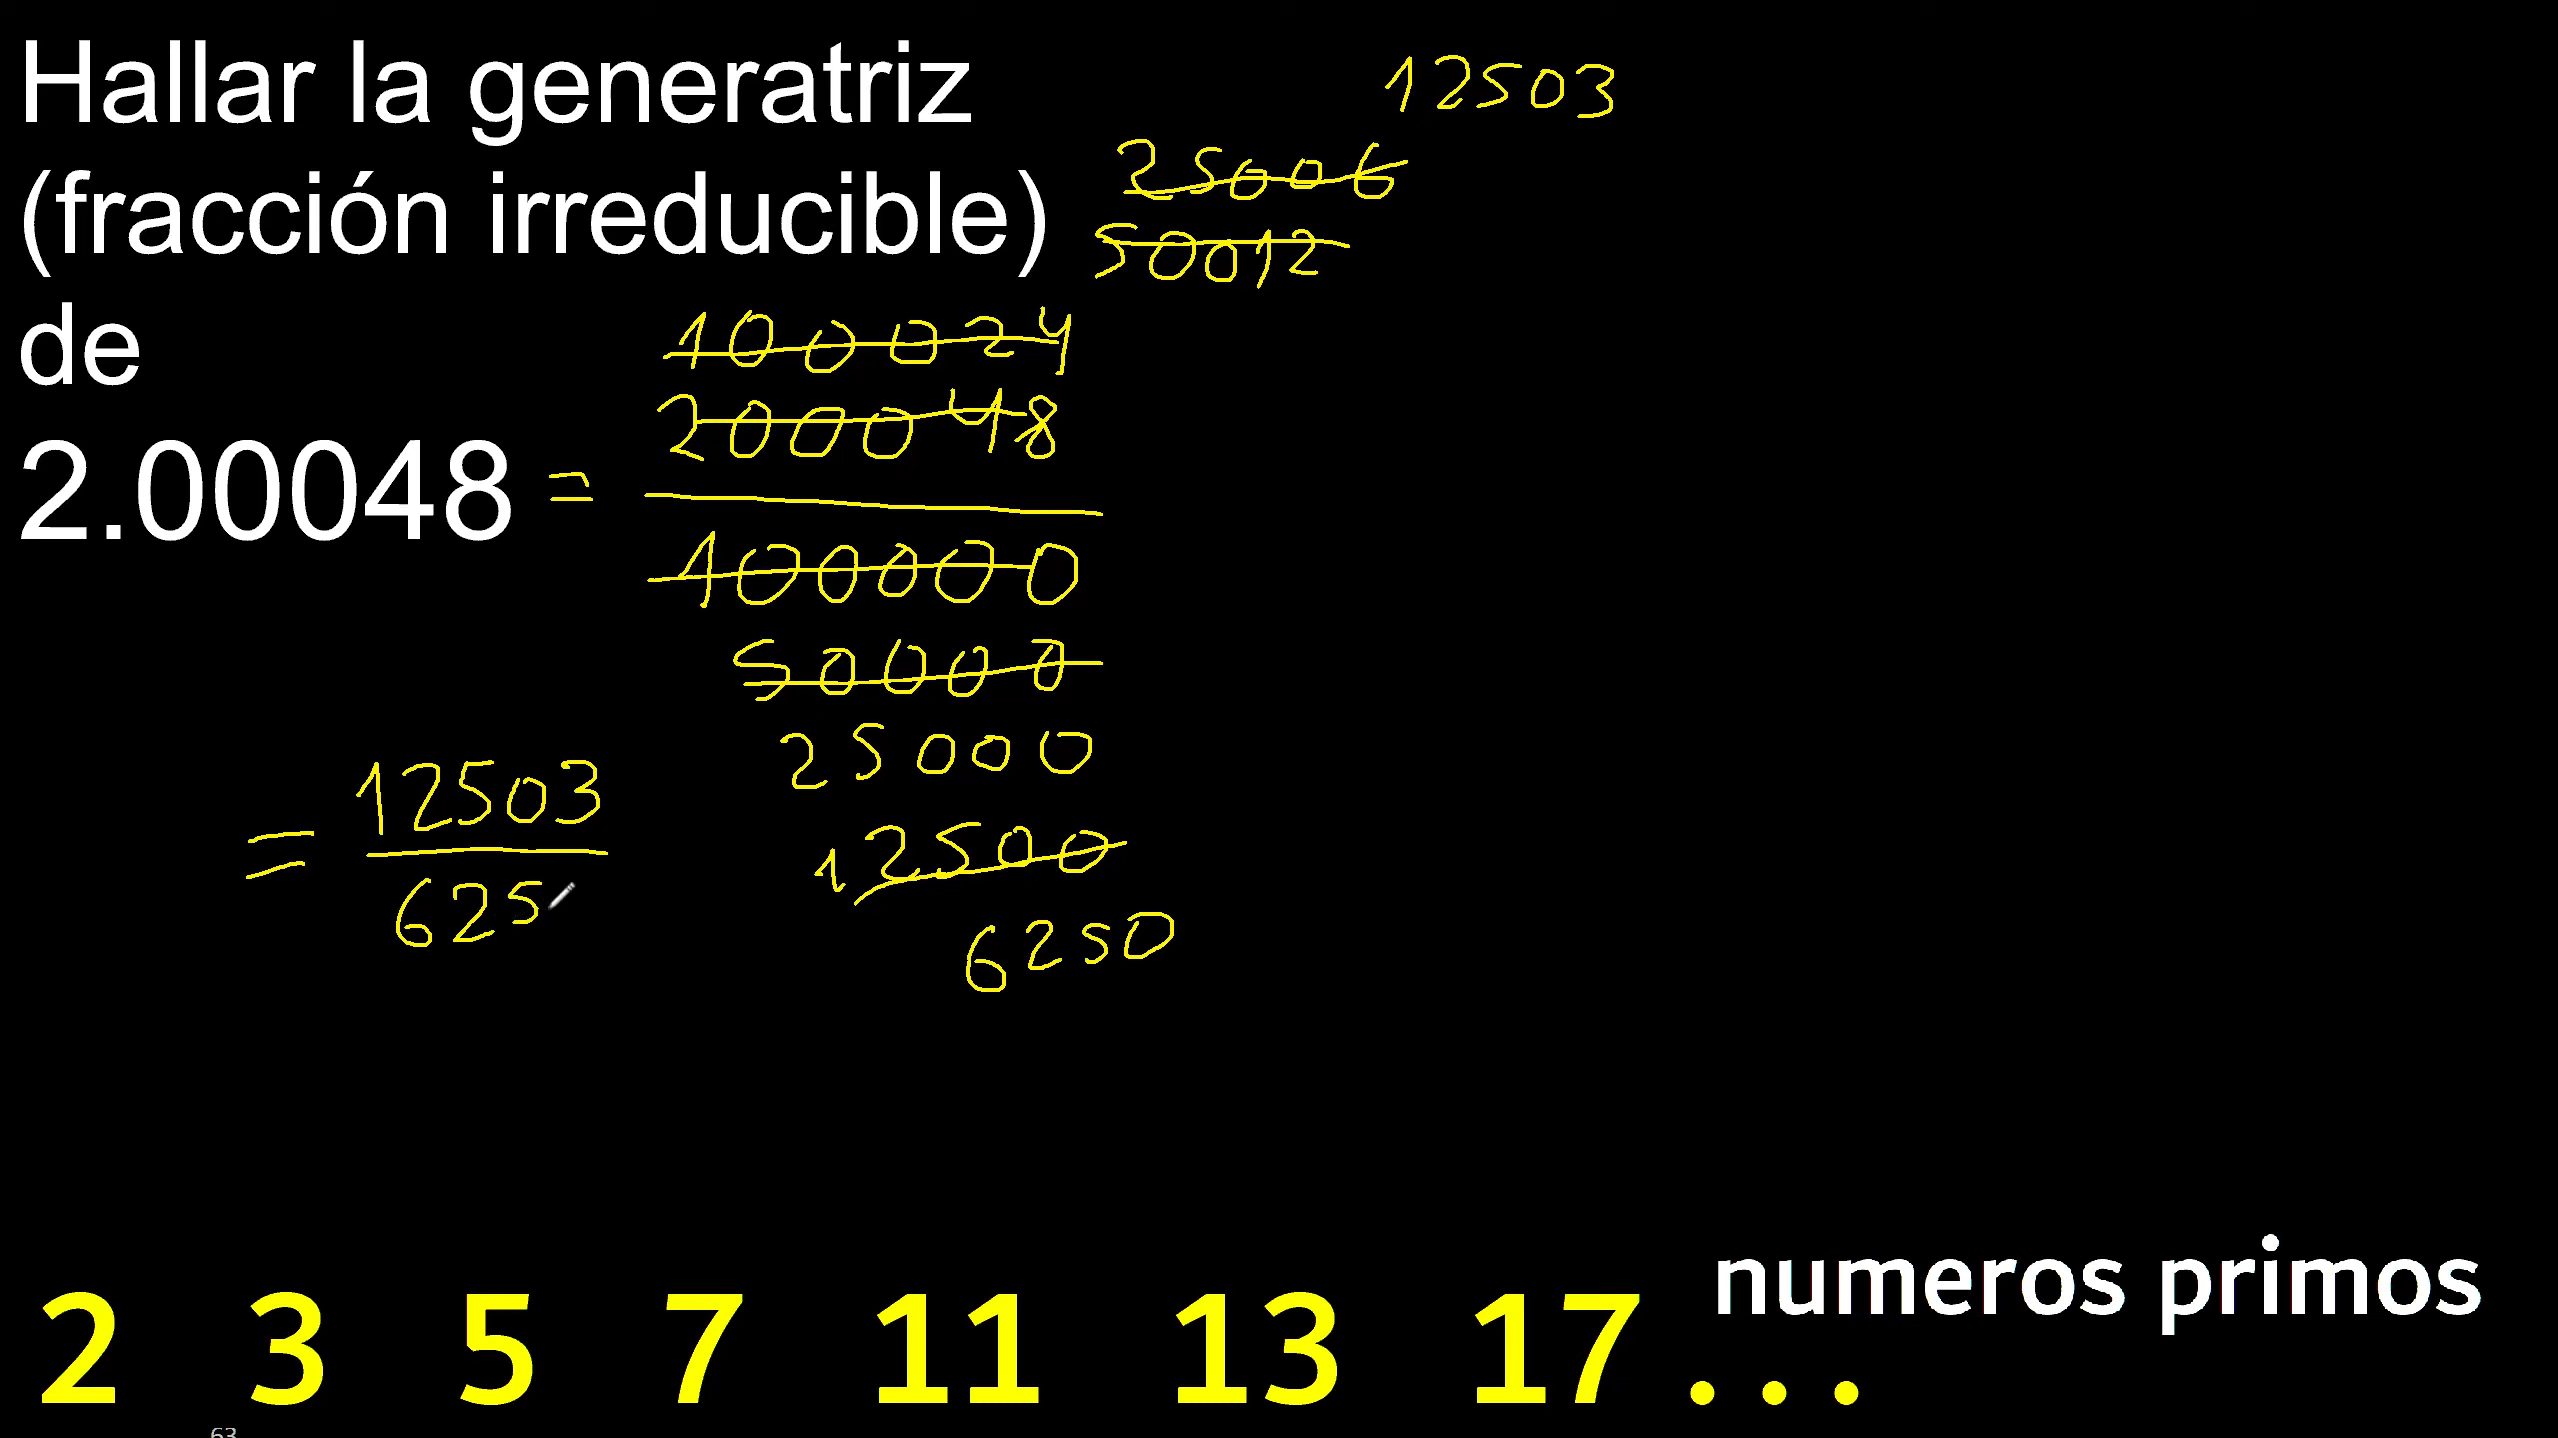 Hallar la generatriz
(fracción irreducible)
de
2.00048 =
12503
25006
50012
100024
200048
100000
50000
25000
12500
6250
= 12503
625
2 3 5 7 11 13 17...
numeros primos